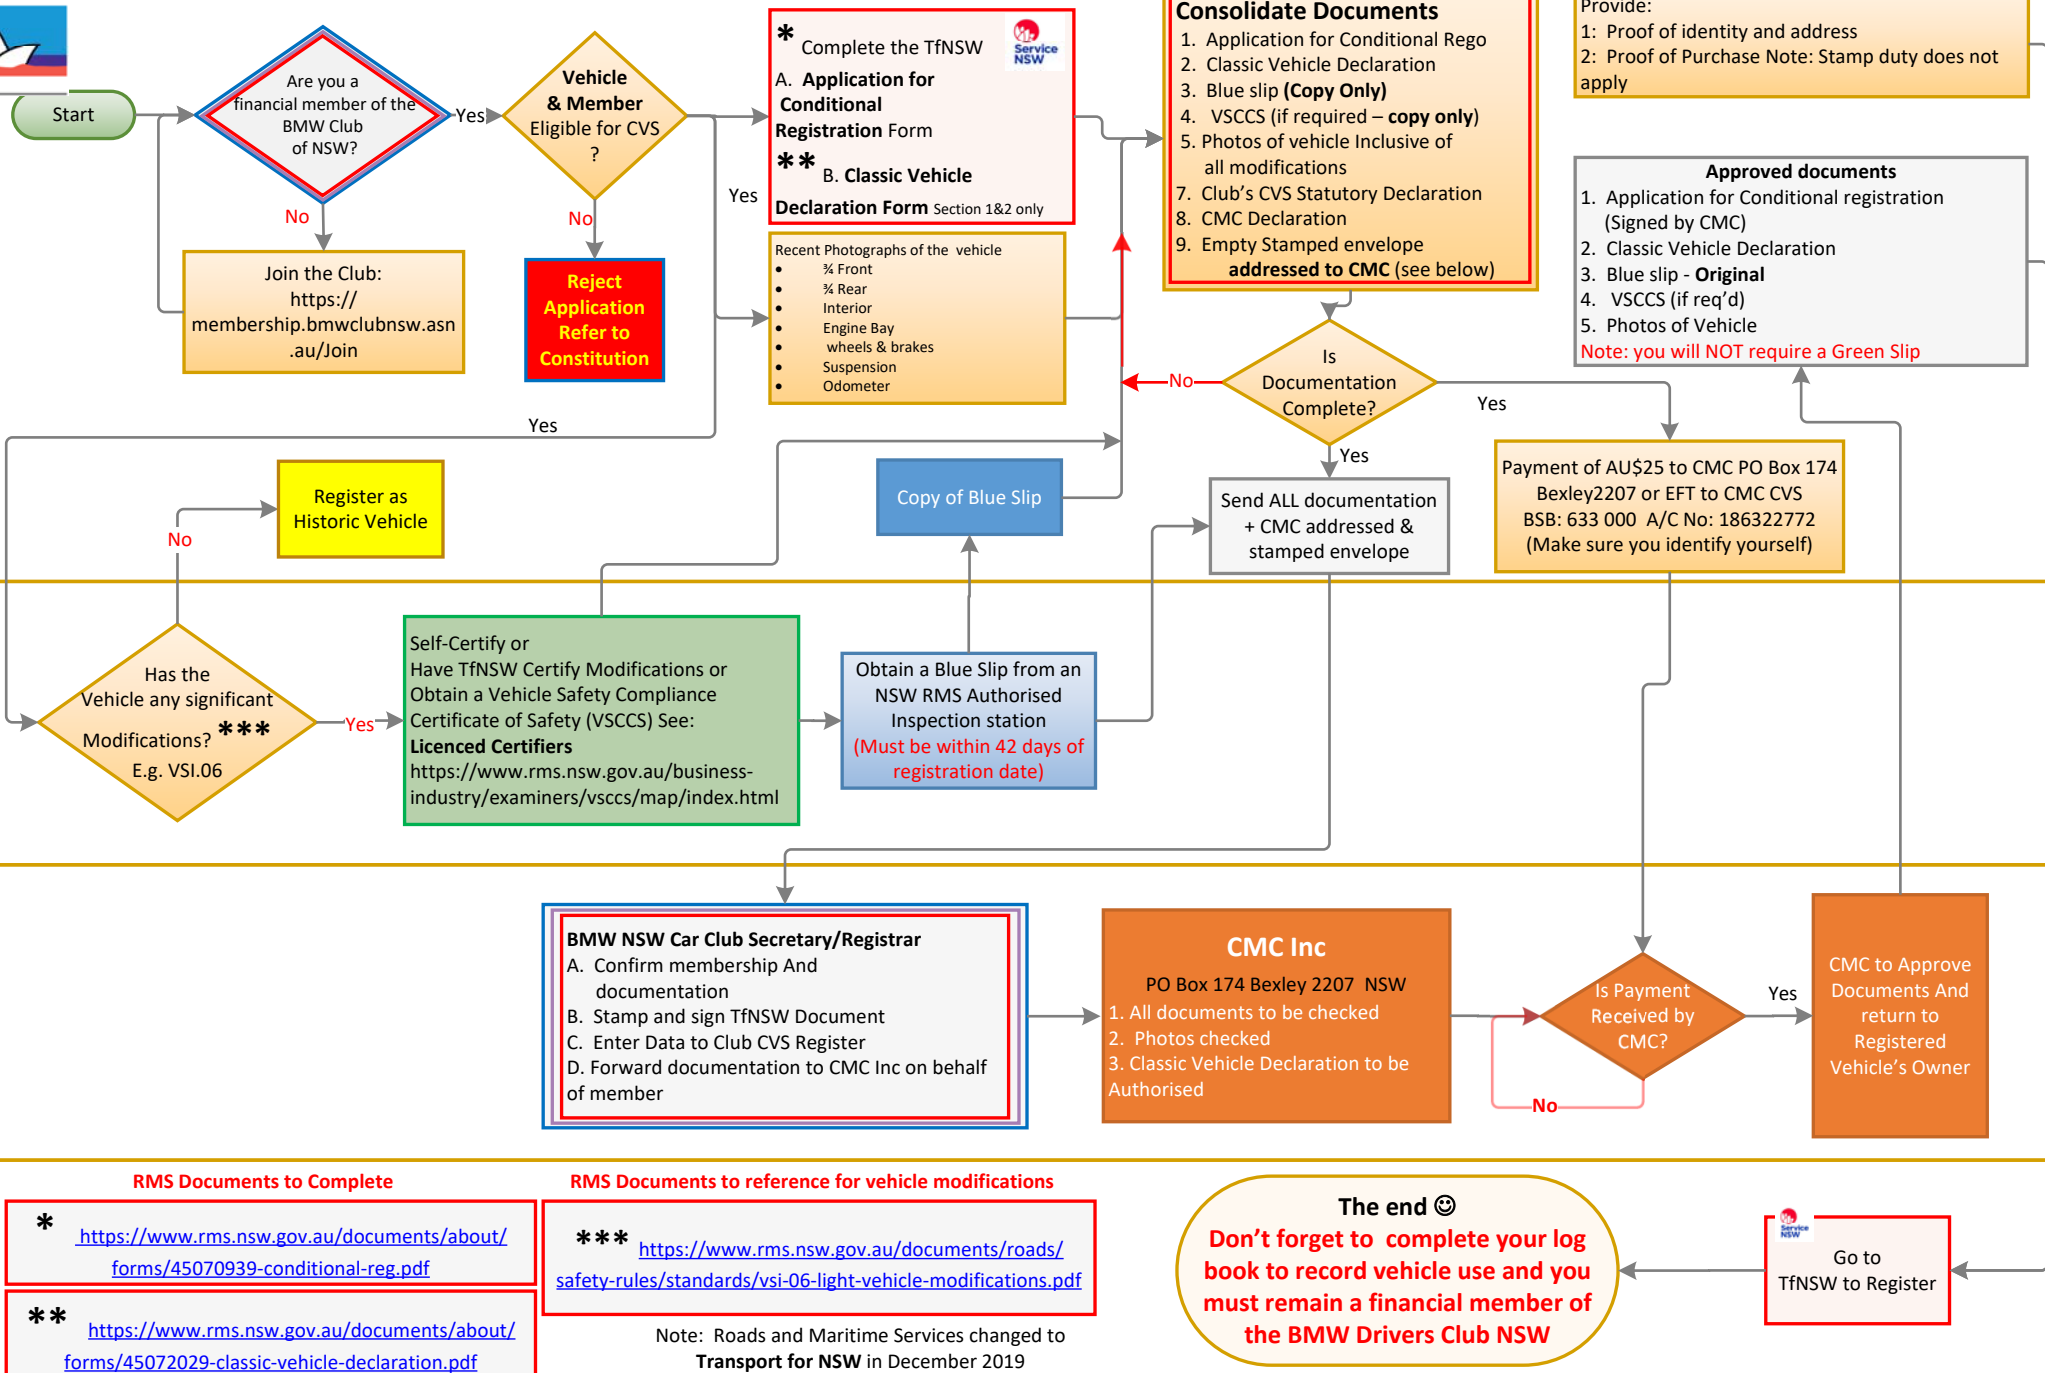 Start
Are you a
financial member of the
BMW Club
of NSW?
Yes
No
Join the Club:
https://
membership.bmwclubnsw.asn
.au/Join
Vehicle
& Member
Eligible for CVS
?
No
Reject
Application
Refer to
Constitution
Yes
Yes
* Complete the TfNSW
Service
NSW
A. Application for
Conditional
Registration Form
** B. Classic Vehicle
Declaration Form Section 1&2 only
Recent Photographs of the vehicle
• ¾ Front
• ¾ Rear
• Interior
• Engine Bay
• wheels & brakes
• Suspension
• Odometer
Consolidate Documents
1. Application for Conditional Rego
2. Classic Vehicle Declaration
3. Blue slip (Copy Only)
4. VSCCS (if required – copy only)
5. Photos of vehicle Inclusive of
all modifications
7. Club's CVS Statutory Declaration
8. CMC Declaration
9. Empty Stamped envelope
addressed to CMC (see below)
Provide:
1: Proof of identity and address
2: Proof of Purchase Note: Stamp duty does not
apply
Approved documents
1. Application for Conditional registration
(Signed by CMC)
2. Classic Vehicle Declaration
3. Blue slip - Original
4. VSCCS (if req'd)
5. Photos of Vehicle
Note: you will NOT require a Green Slip
Is
Documentation
Complete?
No
Yes
Yes
Register as
Historic Vehicle
No
Copy of Blue Slip
Send ALL documentation
+ CMC addressed &
stamped envelope
Payment of AU$25 to CMC PO Box 174
Bexley2207 or EFT to CMC CVS
BSB: 633 000 A/C No: 186322772
(Make sure you identify yourself)
Has the
Vehicle any significant
Modifications? ***
E.g. VSI.06
Yes
Self-Certify or
Have TfNSW Certify Modifications or
Obtain a Vehicle Safety Compliance
Certificate of Safety (VSCCS) See:
Licenced Certifiers
https://www.rms.nsw.gov.au/business-
industry/examiners/vsccs/map/index.html
Obtain a Blue Slip from an
NSW RMS Authorised
Inspection station
(Must be within 42 days of
registration date)
BMW NSW Car Club Secretary/Registrar
A. Confirm membership And
documentation
B. Stamp and sign TfNSW Document
C. Enter Data to Club CVS Register
D. Forward documentation to CMC Inc on behalf
of member
CMC Inc
PO Box 174 Bexley 2207 NSW
1. All documents to be checked
2. Photos checked
3. Classic Vehicle Declaration to be
Authorised
Is Payment
Received by
CMC?
No
Yes
CMC to Approve
Documents And
return to
Registered
Vehicle's Owner
RMS Documents to Complete
* https://www.rms.nsw.gov.au/documents/about/
forms/45070939-conditional-reg.pdf
** https://www.rms.nsw.gov.au/documents/about/
forms/45072029-classic-vehicle-declaration.pdf
RMS Documents to reference for vehicle modifications
*** https://www.rms.nsw.gov.au/documents/roads/
safety-rules/standards/vsi-06-light-vehicle-modifications.pdf
Note: Roads and Maritime Services changed to
Transport for NSW in December 2019
The end ☺
Don't forget to complete your log
book to record vehicle use and you
must remain a financial member of
the BMW Drivers Club NSW
Service
NSW
Go to
TfNSW to Register